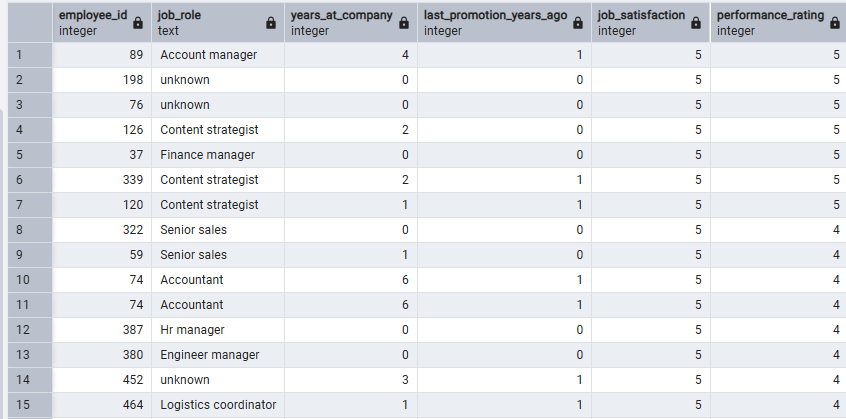 employee_id job_role years_at_company last_promotion_years_ago job_satisfaction performance_rating
integer text integer integer integer integer
1 89 Account manager 4 1 5 5
2 198 unknown 0 0 5 5
3 76 unknown 0 0 5 5
4 126 Content strategist 2 0 5 5
5 37 Finance manager 0 0 5 5
6 339 Content strategist 2 1 5 5
7 120 Content strategist 1 1 5 5
8 322 Senior sales 0 0 5 4
9 59 Senior sales 1 0 5 4
10 74 Accountant 6 1 5 4
11 74 Accountant 6 1 5 4
12 387 Hr manager 0 0 5 4
13 380 Engineer manager 0 0 5 4
14 452 unknown 3 1 5 4
15 464 Logistics coordinator 1 1 5 4